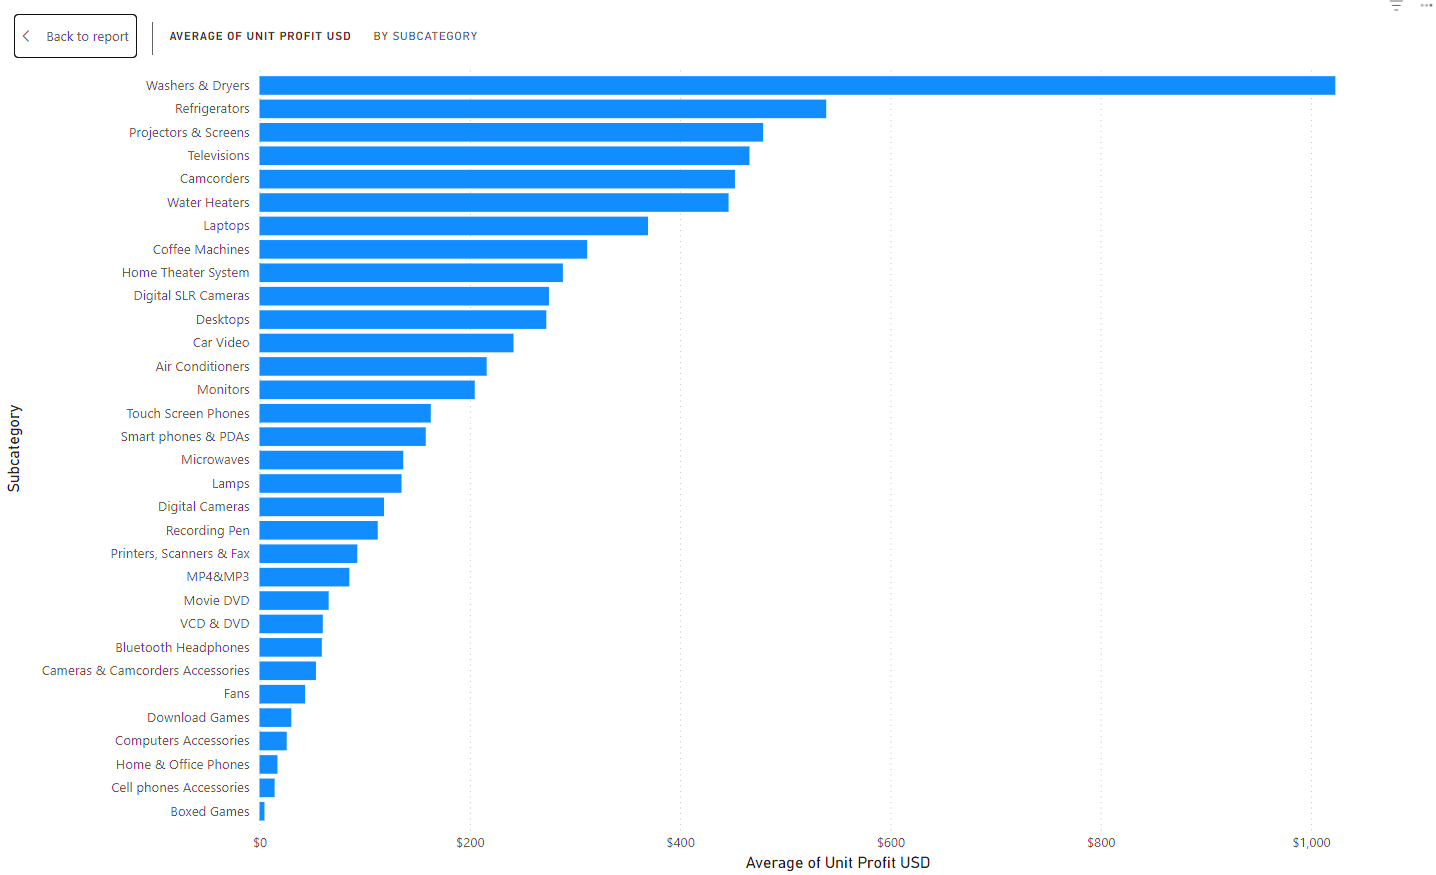 Back to report
AVERAGE OF UNIT PROFIT USD BY SUBCATEGORY
Subcategory
Washers & Dryers
Refrigerators
Projectors & Screens
Televisions
Camcorders
Water Heaters
Laptops
Coffee Machines
Home Theater System
Digital SLR Cameras
Desktops
Car Video
Air Conditioners
Monitors
Touch Screen Phones
Smart phones & PDAs
Microwaves
Lamps
Digital Cameras
Recording Pen
Printers, Scanners & Fax
MP4&MP3
Movie DVD
VCD & DVD
Bluetooth Headphones
Cameras & Camcorders Accessories
Fans
Download Games
Computers Accessories
Home & Office Phones
Cell phones Accessories
Boxed Games
$0 $200 $400 $600 $800 $1,000
Average of Unit Profit USD